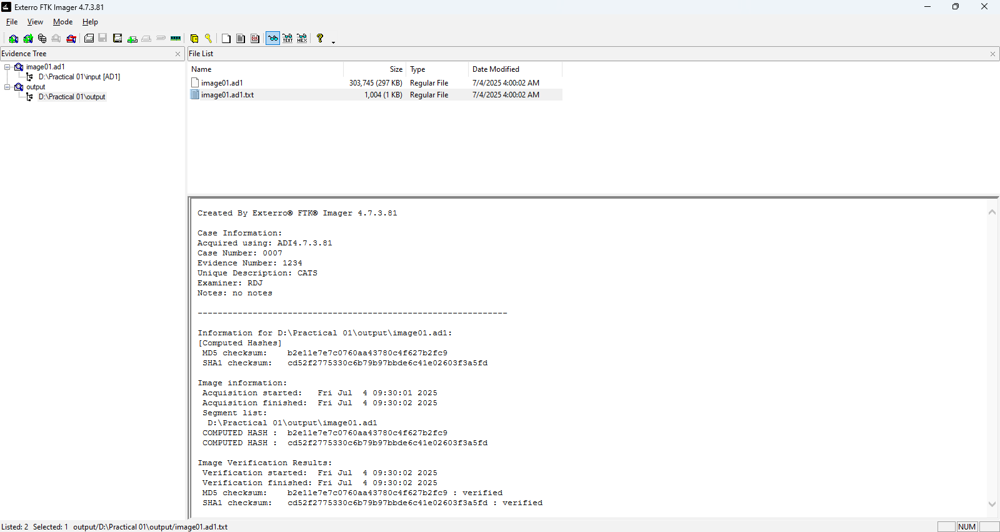 Exterro FTK Imager 4.7.3.81
File View Mode Help
TEXT HEX
Evidence Tree
File List
image01.ad1
D:\Practical 01\input [AD1]
output
D:\Practical 01\output
Name Size Type Date Modified
image01.ad1 303,745 (297 KB) Regular File 7/4/2025 4:00:02 AM
image01.ad1.txt 1,004 (1 KB) Regular File 7/4/2025 4:00:02 AM
Created By Exterro® FTK® Imager 4.7.3.81
Case Information:
Acquired using: ADI4.7.3.81
Case Number: 0007
Evidence Number: 1234
Unique Description: CATS
Examiner: RDJ
Notes: no notes
--------------------------------------------------------------
Information for D:\Practical 01\output\image01.ad1:
[Computed Hashes]
MD5 checksum: b2e11e7e7c0760aa43780c4f627b2fc9
SHA1 checksum: cd52f2775330c6b79b97bbde6c41e02603f3a5fd
Image information:
Acquisition started: Fri Jul 4 09:30:01 2025
Acquisition finished: Fri Jul 4 09:30:02 2025
Segment list:
D:\Practical 01\output\image01.ad1
COMPUTED HASH : b2e11e7e7c0760aa43780c4f627b2fc9
COMPUTED HASH : cd52f2775330c6b79b97bbde6c41e02603f3a5fd
Image Verification Results:
Verification started: Fri Jul 4 09:30:02 2025
Verification finished: Fri Jul 4 09:30:02 2025
MD5 checksum: b2e11e7e7c0760aa43780c4f627b2fc9 : verified
SHA1 checksum: cd52f2775330c6b79b97bbde6c41e02603f3a5fd : verified
Listed: 2 Selected: 1 output/D:\Practical 01\output/image01.ad1.txt
NUM